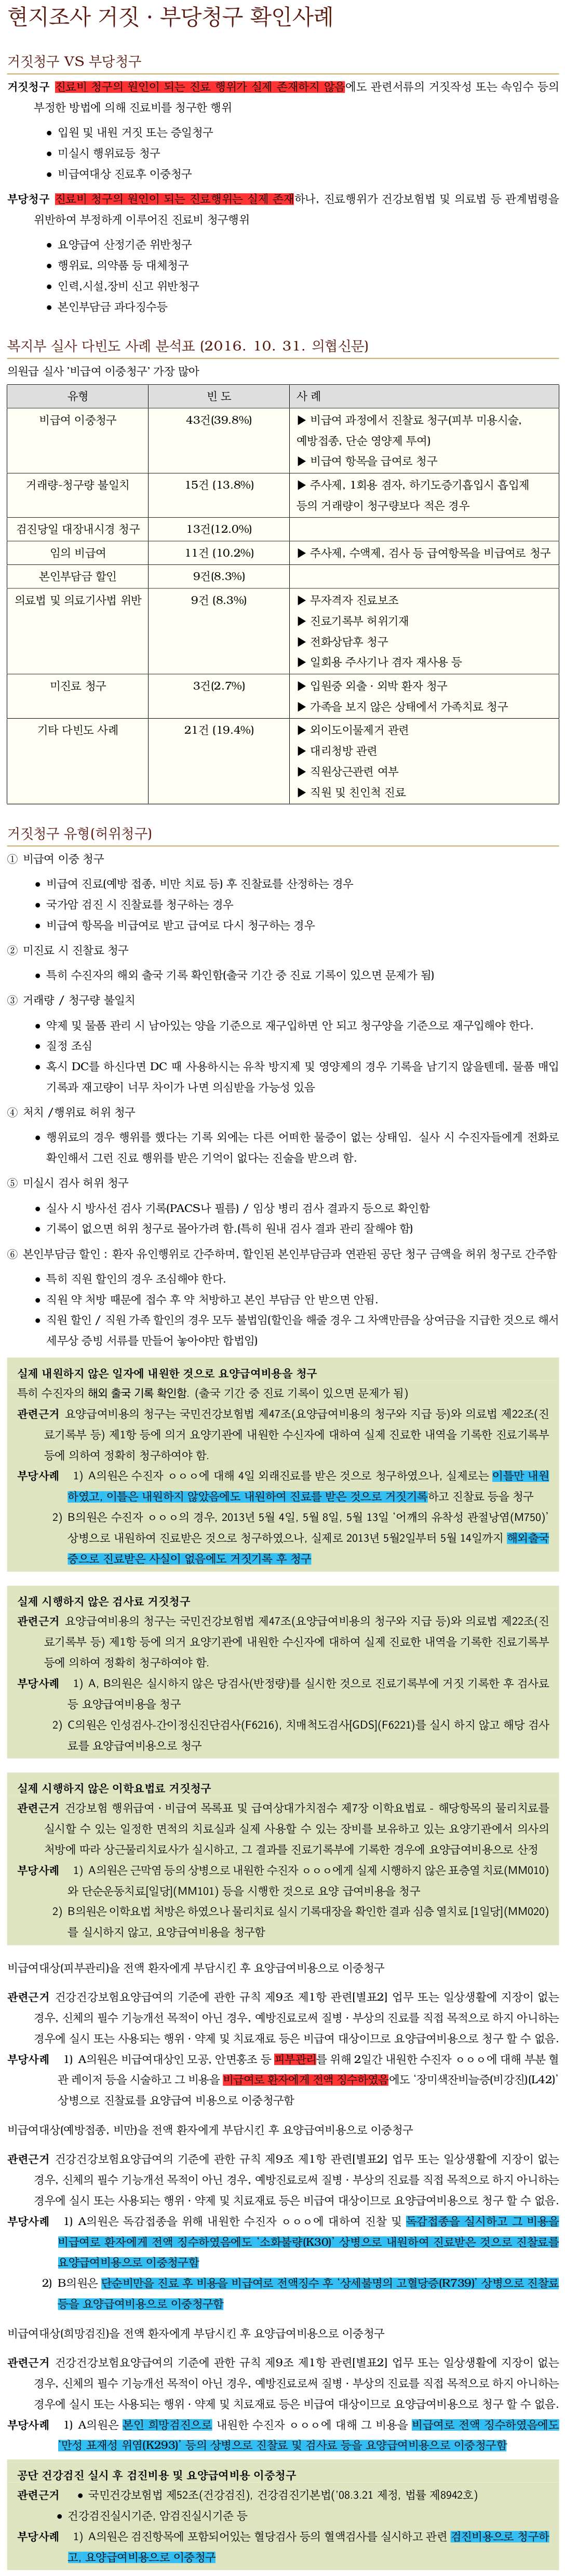 현지조사 거짓 · 부당청구 확인사례
거짓청구 VS 부당청구
거짓청구 진료비 청구의 원인이 되는 진료 행위가 실제 존재하지 않음에도 관련서류의 거짓작성 또는 속임수 등의
부정한 방법에 의해 진료비를 청구한 행위
● 입원 및 내원 거짓 또는 증일청구
● 미실시 행위료등 청구
● 비급여대상 진료후 이중청구
부당청구 진료비 청구의 원인이 되는 진료행위는 실제 존재하나, 진료행위가 건강보험법 및 의료법 등 관계법령을
위반하여 부정하게 이루어진 진료비 청구행위
● 요양급여 산정기준 위반청구
● 행위료, 의약품 등 대체청구
● 인력,시설,장비 신고 위반청구
● 본인부담금 과다징수등
복지부 실사 다빈도 사례 분석표 (2016. 10. 31. 의협신문)
의원급 실사 '비급여 이중청구' 가장 많아
유형 빈 도 사 례
비급여 이중청구 43건(39.8%) ▶ 비급여 과정에서 진찰료 청구(피부 미용시술,
예방접종, 단순 영양제 투여)
▶ 비급여 항목을 급여로 청구
거래량-청구량 불일치 15건 (13.8%) ▶ 주사제, 1회용 겸자, 하기도증기흡입시 흡입제
등의 거래량이 청구량보다 적은 경우
검진당일 대장내시경 청구 13건(12.0%)
임의 비급여 11건 (10.2%) ▶ 주사제, 수액제, 검사 등 급여항목을 비급여로 청구
본인부담금 할인 9건(8.3%)
의료법 및 의료기사법 위반 9건 (8.3%) ▶ 무자격자 진료보조
▶ 진료기록부 허위기재
▶ 전화상담후 청구
▶ 일회용 주사기나 겸자 재사용 등
미진료 청구 3건(2.7%) ▶ 입원중 외출 · 외박 환자 청구
▶ 가족을 보지 않은 상태에서 가족치료 청구
기타 다빈도 사례 21건 (19.4%) ▶ 외이도이물제거 관련
▶ 대리청방 관련
▶ 직원상근관련 여부
▶ 직원 및 친인척 진료
거짓청구 유형(허위청구)
① 비급여 이중 청구
● 비급여 진료(예방 접종, 비만 치료 등) 후 진찰료를 산정하는 경우
● 국가암 검진 시 진찰료를 청구하는 경우
● 비급여 항목을 비급여로 받고 급여로 다시 청구하는 경우
② 미진료 시 진찰료 청구
● 특히 수진자의 해외 출국 기록 확인함(출국 기간 중 진료 기록이 있으면 문제가 됨)
③ 거래량 / 청구량 불일치
● 약제 및 물품 관리 시 남아있는 양을 기준으로 재구입하면 안 되고 청구양을 기준으로 재구입해야 한다.
● 질정 조심
● 혹시 DC를 하신다면 DC 때 사용하시는 유착 방지제 및 영양제의 경우 기록을 남기지 않을텐데, 물품 매입
기록과 재고량이 너무 차이가 나면 의심받을 가능성 있음
④ 처치 /행위료 허위 청구
● 행위료의 경우 행위를 했다는 기록 외에는 다른 어떠한 물증이 없는 상태임. 실사 시 수진자들에게 전화로
확인해서 그런 진료 행위를 받은 기억이 없다는 진술을 받으려 함.
⑤ 미실시 검사 허위 청구
● 실사 시 방사선 검사 기록(PACS나 필름) / 임상 병리 검사 결과지 등으로 확인함
● 기록이 없으면 허위 청구로 몰아가려 함.(특히 원내 검사 결과 관리 잘해야 함)
⑥ 본인부담금 할인 : 환자 유인행위로 간주하며, 할인된 본인부담금과 연관된 공단 청구 금액을 허위 청구로 간주함
● 특히 직원 할인의 경우 조심해야 한다.
● 직원 약 처방 때문에 접수 후 약 처방하고 본인 부담금 안 받으면 안됨.
● 직원 할인 / 직원 가족 할인의 경우 모두 불법임(할인을 해줄 경우 그 차액만큼을 상여금을 지급한 것으로 해서
세무상 증빙 서류를 만들어 놓아야만 합법임)
실제 내원하지 않은 일자에 내원한 것으로 요양급여비용을 청구
특히 수진자의 해외 출국 기록 확인함. (출국 기간 중 진료 기록이 있으면 문제가 됨)
관련근거 요양급여비용의 청구는 국민건강보험법 제47조(요양급여비용의 청구와 지급 등)와 의료법 제22조(진
료기록부 등) 제1항 등에 의거 요양기관에 내원한 수신자에 대하여 실제 진료한 내역을 기록한 진료기록부
등에 의하여 정확히 청구하여야 함.
부당사례 1) A의원은 수진자 ㅇㅇㅇ에 대해 4일 외래진료를 받은 것으로 청구하였으나, 실제로는 이틀만 내원
하였고, 이틀은 내원하지 않았음에도 내원하여 진료를 받은 것으로 거짓기록하고 진찰료 등을 청구
2) B의원은 수진자 ㅇㅇㅇ의 경우, 2013년 5월 4일, 5월 8일, 5월 13일 '어깨의 유착성 관절낭염(M750)'
상병으로 내원하여 진료받은 것으로 청구하였으나, 실제로 2013년 5월2일부터 5월 14일까지 해외출국
중으로 진료받은 사실이 없음에도 거짓기록 후 청구
실제 시행하지 않은 검사료 거짓청구
관련근거 요양급여비용의 청구는 국민건강보험법 제47조(요양급여비용의 청구와 지급 등)와 의료법 제22조(진
료기록부 등) 제1항 등에 의거 요양기관에 내원한 수신자에 대하여 실제 진료한 내역을 기록한 진료기록부
등에 의하여 정확히 청구하여야 함.
부당사례 1) A, B의원은 실시하지 않은 당검사(반정량)를 실시한 것으로 진료기록부에 거짓 기록한 후 검사료
등 요양급여비용을 청구
2) C의원은 인성검사-간이정신진단검사(F6216), 치매척도검사[GDS](F6221)를 실시 하지 않고 해당 검사
료를 요양급여비용으로 청구
실제 시행하지 않은 이학요법료 거짓청구
관련근거 건강보험 행위급여 · 비급여 목록표 및 급여상대가치점수 제7장 이학요법료 - 해당항목의 물리치료를
실시할 수 있는 일정한 면적의 치료실과 실제 사용할 수 있는 장비를 보유하고 있는 요양기관에서 의사의
처방에 따라 상근물리치료사가 실시하고, 그 결과를 진료기록부에 기록한 경우에 요양급여비용으로 산정
부당사례 1) A의원은 근막염 등의 상병으로 내원한 수진자 ㅇㅇㅇ에게 실제 시행하지 않은 표층열 치료(MM010)
와 단순운동치료[일당](MM101) 등을 시행한 것으로 요양 급여비용을 청구
2) B의원은 이학요법 처방은 하였으나 물리치료 실시 기록대장을 확인한 결과 심층 열치료 [1일당](MM020)
를 실시하지 않고, 요양급여비용을 청구함
비급여대상(피부관리)을 전액 환자에게 부담시킨 후 요양급여비용으로 이중청구
관련근거 건강건강보험요양급여의 기준에 관한 규칙 제9조 제1항 관련[별표2] 업무 또는 일상생활에 지장이 없는
경우, 신체의 필수 기능개선 목적이 아닌 경우, 예방진료로써 질병 · 부상의 진료를 직접 목적으로 하지 아니하는
경우에 실시 또는 사용되는 행위 · 약제 및 치료재료 등은 비급여 대상이므로 요양급여비용으로 청구 할 수 없음.
부당사례 1) A의원은 비급여대상인 모공, 안면홍조 등 피부관리를 위해 2일간 내원한 수진자 ㅇㅇㅇ에 대해 부분 혈
관 레이저 등을 시술하고 그 비용을 비급여로 환자에게 전액 징수하였음에도 '장미색잔비늘증(비강진)(L42)'
상병으로 진찰료를 요양급여 비용으로 이중청구함
비급여대상(예방접종, 비만)을 전액 환자에게 부담시킨 후 요양급여비용으로 이중청구
관련근거 건강건강보험요양급여의 기준에 관한 규칙 제9조 제1항 관련[별표2] 업무 또는 일상생활에 지장이 없는
경우, 신체의 필수 기능개선 목적이 아닌 경우, 예방진료로써 질병 · 부상의 진료를 직접 목적으로 하지 아니하는
경우에 실시 또는 사용되는 행위 · 약제 및 치료재료 등은 비급여 대상이므로 요양급여비용으로 청구 할 수 없음.
부당사례 1) A의원은 독감접종을 위해 내원한 수진자 ㅇㅇㅇ에 대하여 진찰 및 독감접종을 실시하고 그 비용을
비급여로 환자에게 전액 징수하였음에도 '소화불량(K30)' 상병으로 내원하여 진료받은 것으로 진찰료를
요양급여비용으로 이중청구함
2) B의원은 단순비만을 진료 후 비용을 비급여로 전액징수 후 '상세불명의 고혈당증(R739)' 상병으로 진찰료
등을 요양급여비용으로 이중청구함
비급여대상(희망검진)을 전액 환자에게 부담시킨 후 요양급여비용으로 이중청구
관련근거 건강건강보험요양급여의 기준에 관한 규칙 제9조 제1항 관련[별표2] 업무 또는 일상생활에 지장이 없는
경우, 신체의 필수 기능개선 목적이 아닌 경우, 예방진료로써 질병 · 부상의 진료를 직접 목적으로 하지 아니하는
경우에 실시 또는 사용되는 행위 · 약제 및 치료재료 등은 비급여 대상이므로 요양급여비용으로 청구 할 수 없음.
부당사례 1) A의원은 본인 희망검진으로 내원한 수진자 ㅇㅇㅇ에 대해 그 비용을 비급여로 전액 징수하였음에도
'만성 표재성 위염(K293)' 등의 상병으로 진찰료 및 검사료 등을 요양급여비용으로 이중청구함
공단 건강검진 실시 후 검진비용 및 요양급여비용 이중청구
관련근거 ● 국민건강보험법 제52조(건강검진), 건강검진기본법('08.3.21 제정, 법률 제8942호)
● 건강검진실시기준, 암검진실시기준 등
부당사례 1) A의원은 검진항목에 포함되어있는 혈당검사 등의 혈액검사를 실시하고 관련 검진비용으로 청구하
고, 요양급여비용으로 이중청구